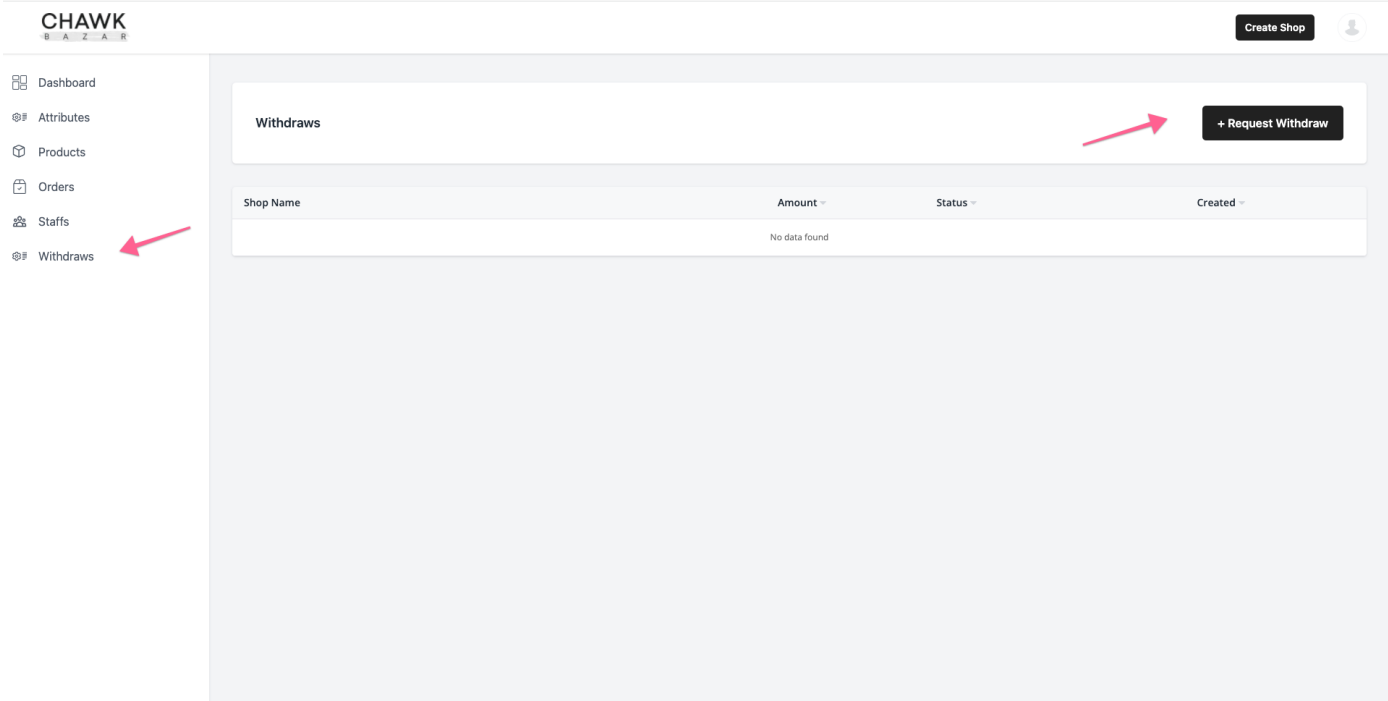 CHAWK
BAZAR
Create Shop
Dashboard
Attributes
Products
Orders
Staffs
Withdraws
Withdraws
+ Request Withdraw
Shop Name Amount Status Created
No data found